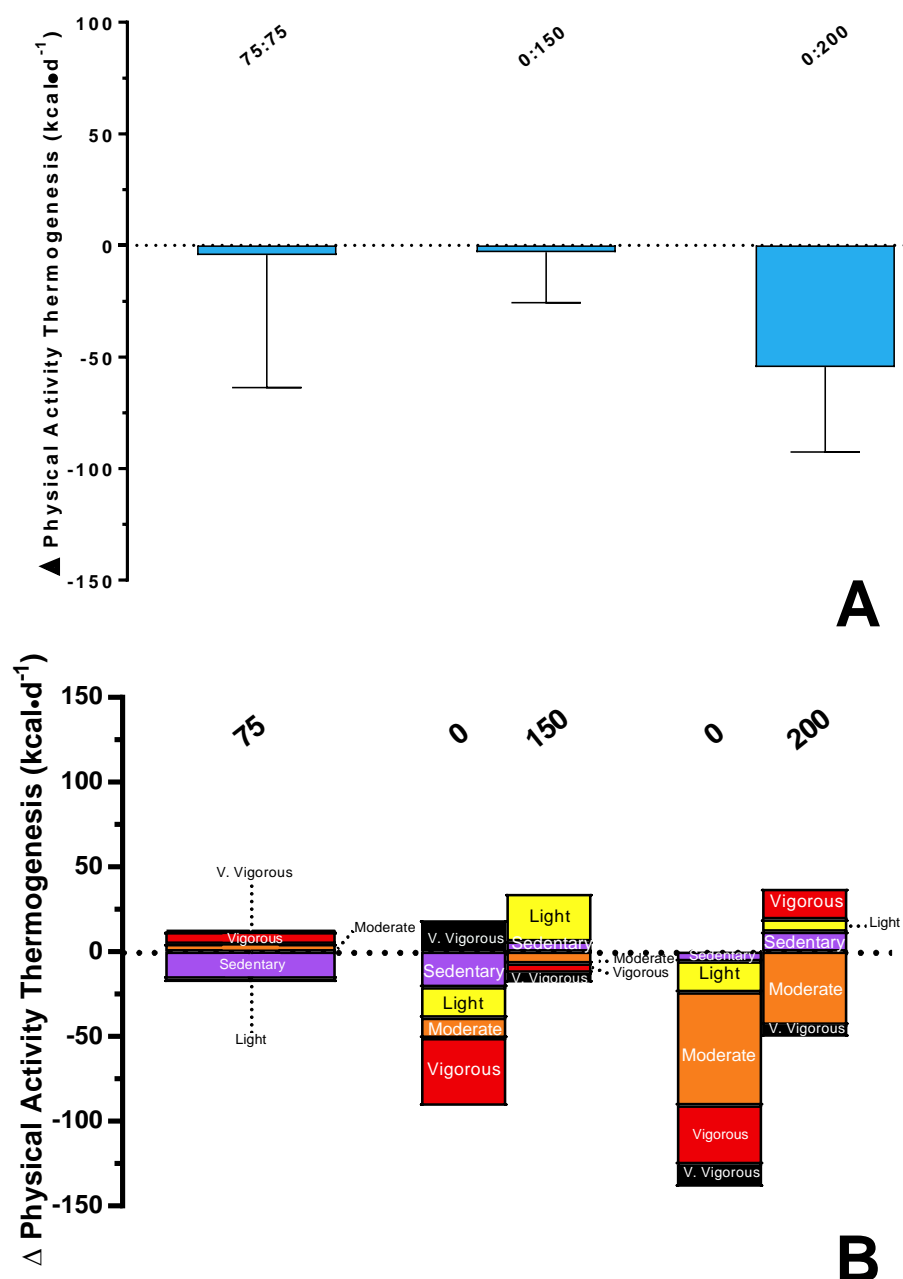 ▲ Physical Activity Thermogenesis (kcal•d⁻¹)
100
50
0
-50
-100
-150
75:75
0:150
0:200
A
Δ Physical Activity Thermogenesis (kcal•d⁻¹)
150
100
50
0
-50
-100
-150
75
0
150
0
200
V. Vigorous
Vigorous
Moderate
Sedentary
Light
V. Vigorous
Sedentary
Light
Moderate
Vigorous
Light
Sedentary
Moderate
Vigorous
V. Vigorous
Sedentary
Light
Moderate
Vigorous
V. Vigorous
Vigorous
Light
Sedentary
Moderate
V. Vigorous
B